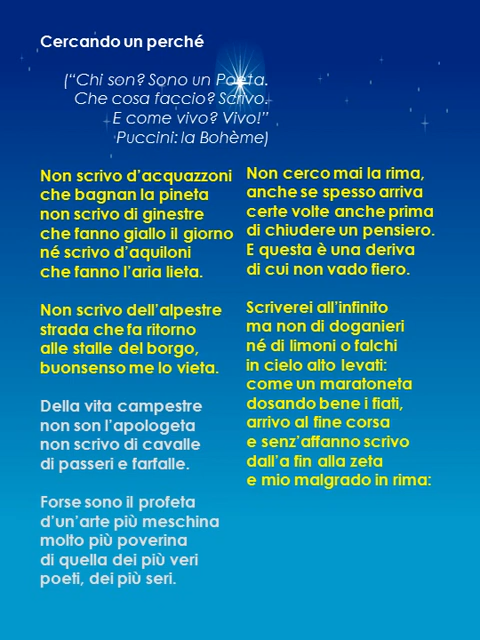 Cercando un perché
(“Chi son? Sono un Poeta.
Che cosa faccio? Scrivo.
E come vivo? Vivo!”
Puccini: la Bohème)
Non scrivo d’acquazzoni
che bagnan la pineta
non scrivo di ginestre
che fanno giallo il giorno
né scrivo d’aquiloni
che fanno l’aria lieta.
Non scrivo dell’alpestre
strada che fa ritorno
alle stalle del borgo,
buonsenso me lo vieta.
Della vita campestre
non son l’apologeta
non scrivo di cavalle
di passeri e farfalle.
Forse sono il profeta
d’un’arte più meschina
molto più poverina
di quella dei più veri
poeti, dei più seri.
Non cerco mai la rima,
anche se spesso arriva
certe volte anche prima
di chiudere un pensiero.
E questa è una deriva
di cui non vado fiero.
Scriverei all’infinito
ma non di doganieri
né di limoni o falchi
in cielo alto levati:
come un maratoneta
dosando bene i fiati,
arrivo al fine corsa
e senz’affanno scrivo
dall’a fin alla zeta
e mio malgrado in rima: